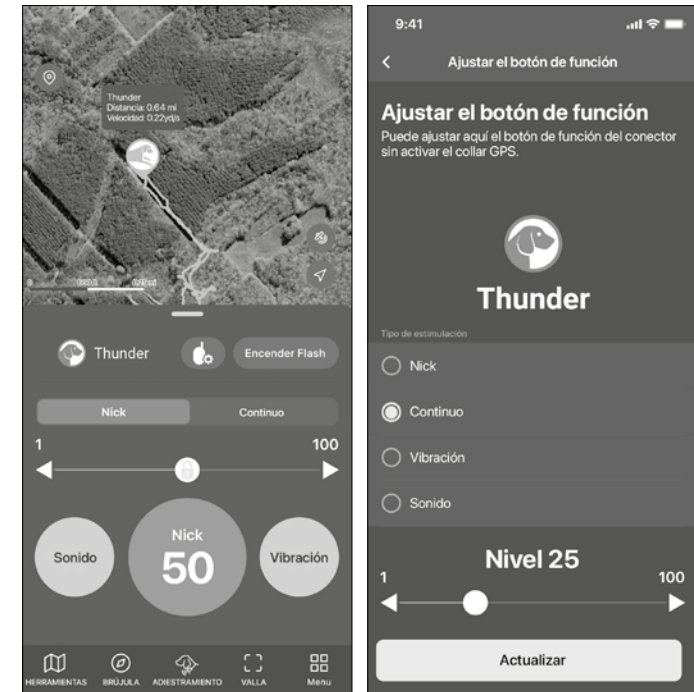 Thunder
Distancia: 0.64 mi
Velocidad: 0.22yd/s
Thunder
Encender Flash
Nick
Continuo
1
100
Nick
50
Sonido
Vibración
HERRAMIENTAS
BRÚJULA
ADIESTRAMIENTO
VALLA
Menu
9:41
Ajustar el botón de función
Ajustar el botón de función
Puede ajustar aquí el botón de función del conector
sin activar el collar GPS.
Thunder
Tipo de estimulación
Nick
Continuo
Vibración
Sonido
Nivel 25
1
100
Actualizar